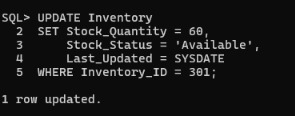 SQL> UPDATE Inventory
  2  SET Stock_Quantity = 60,
  3      Stock_Status = 'Available',
  4      Last_Updated = SYSDATE
  5  WHERE Inventory_ID = 301;

1 row updated.